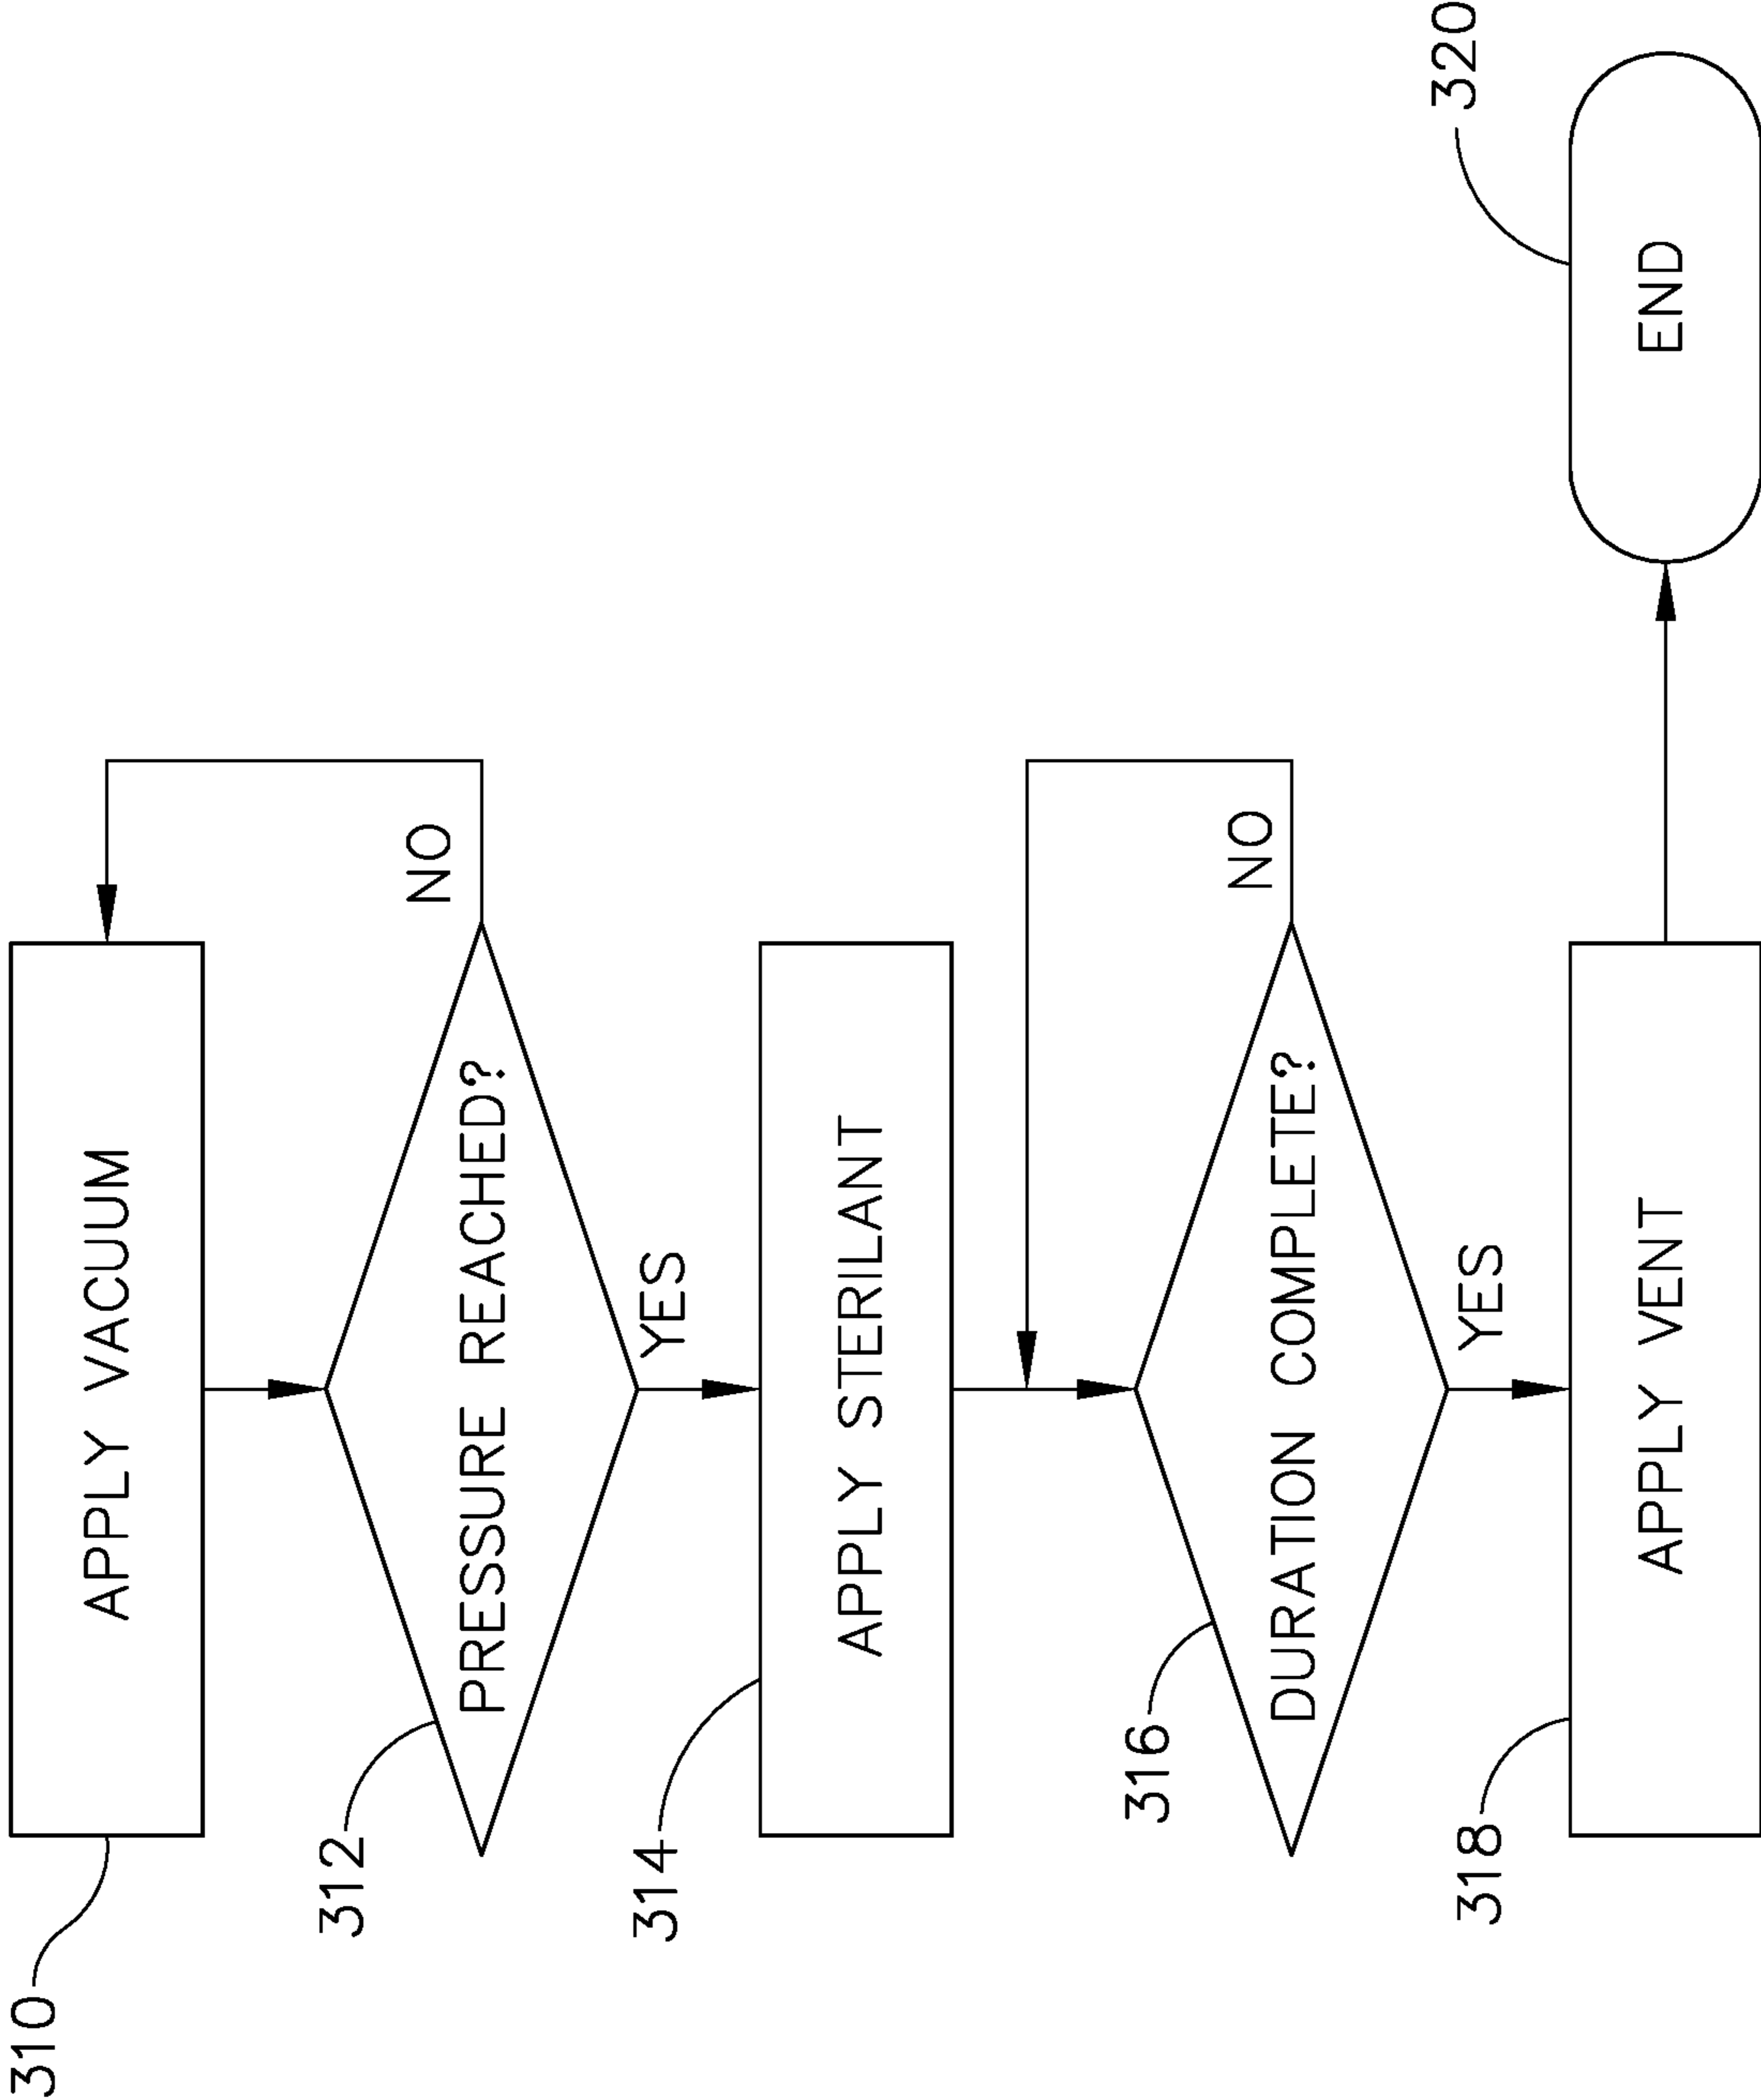 310
APPLY VACUUM
312
PRESSURE REACHED?
NO
YES
314
APPLY STERILANT
316
DURATION COMPLETE?
NO
YES
318
APPLY VENT
320
END